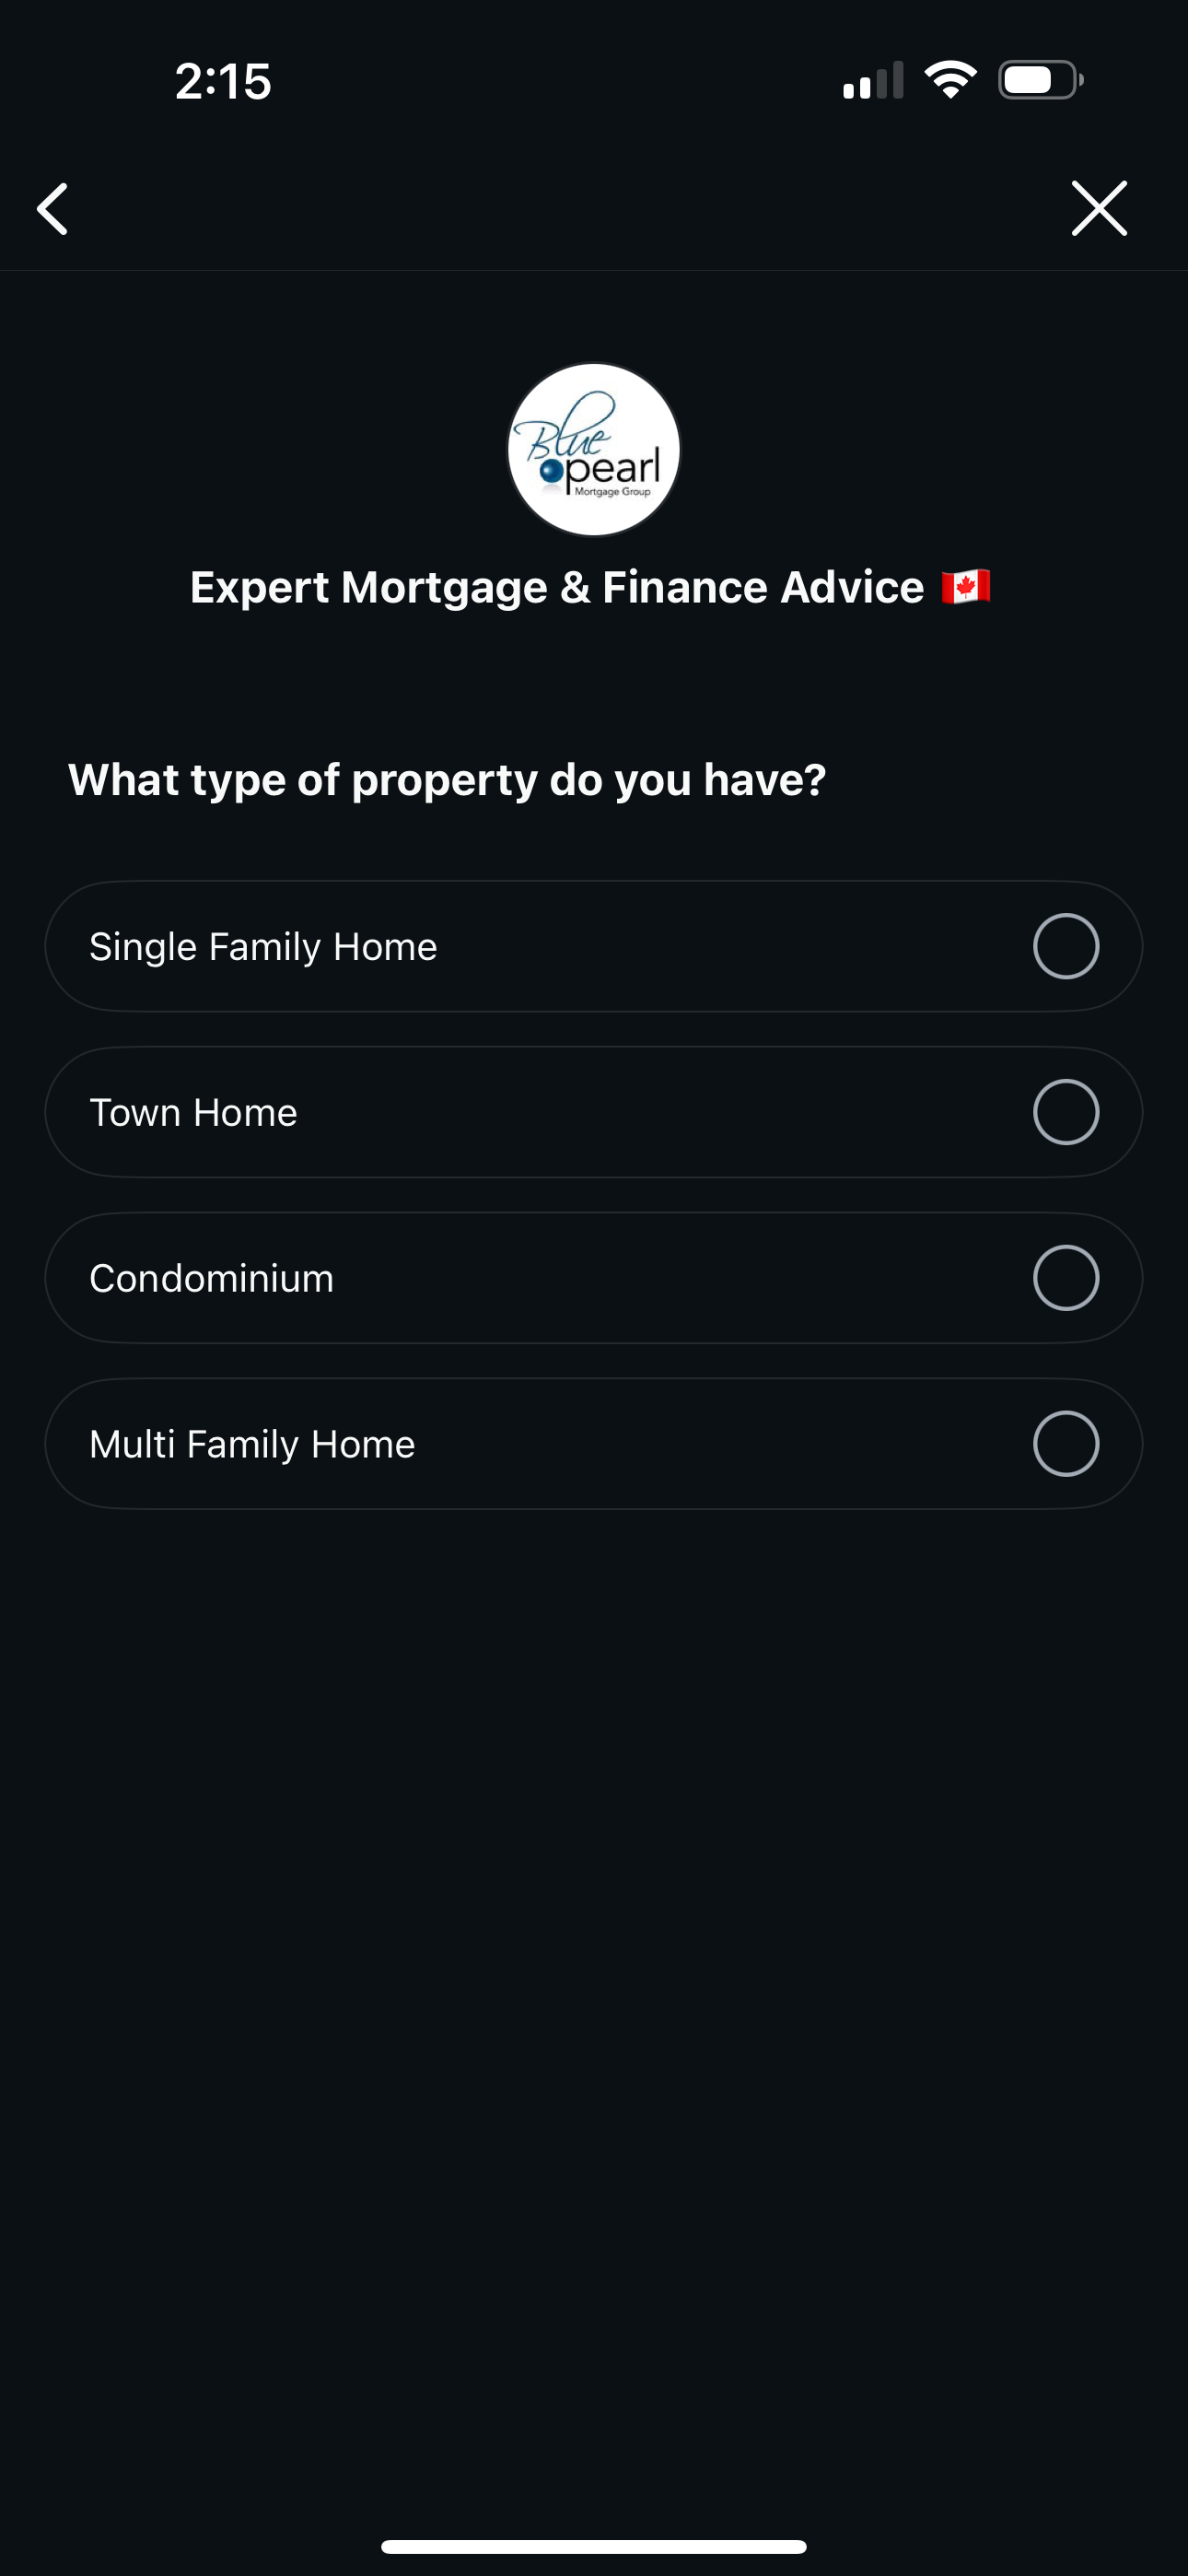 2:15
Blue
pearl
Mortgage Group
Expert Mortgage & Finance Advice 🇨🇦
What type of property do you have?
Single Family Home
Town Home
Condominium
Multi Family Home